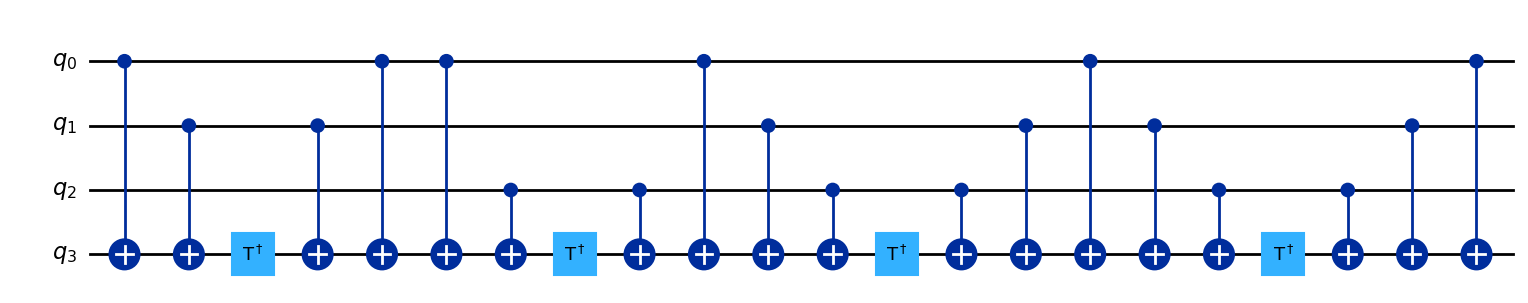 q₀
q₁
q₂
q₃ T† T† T† T†